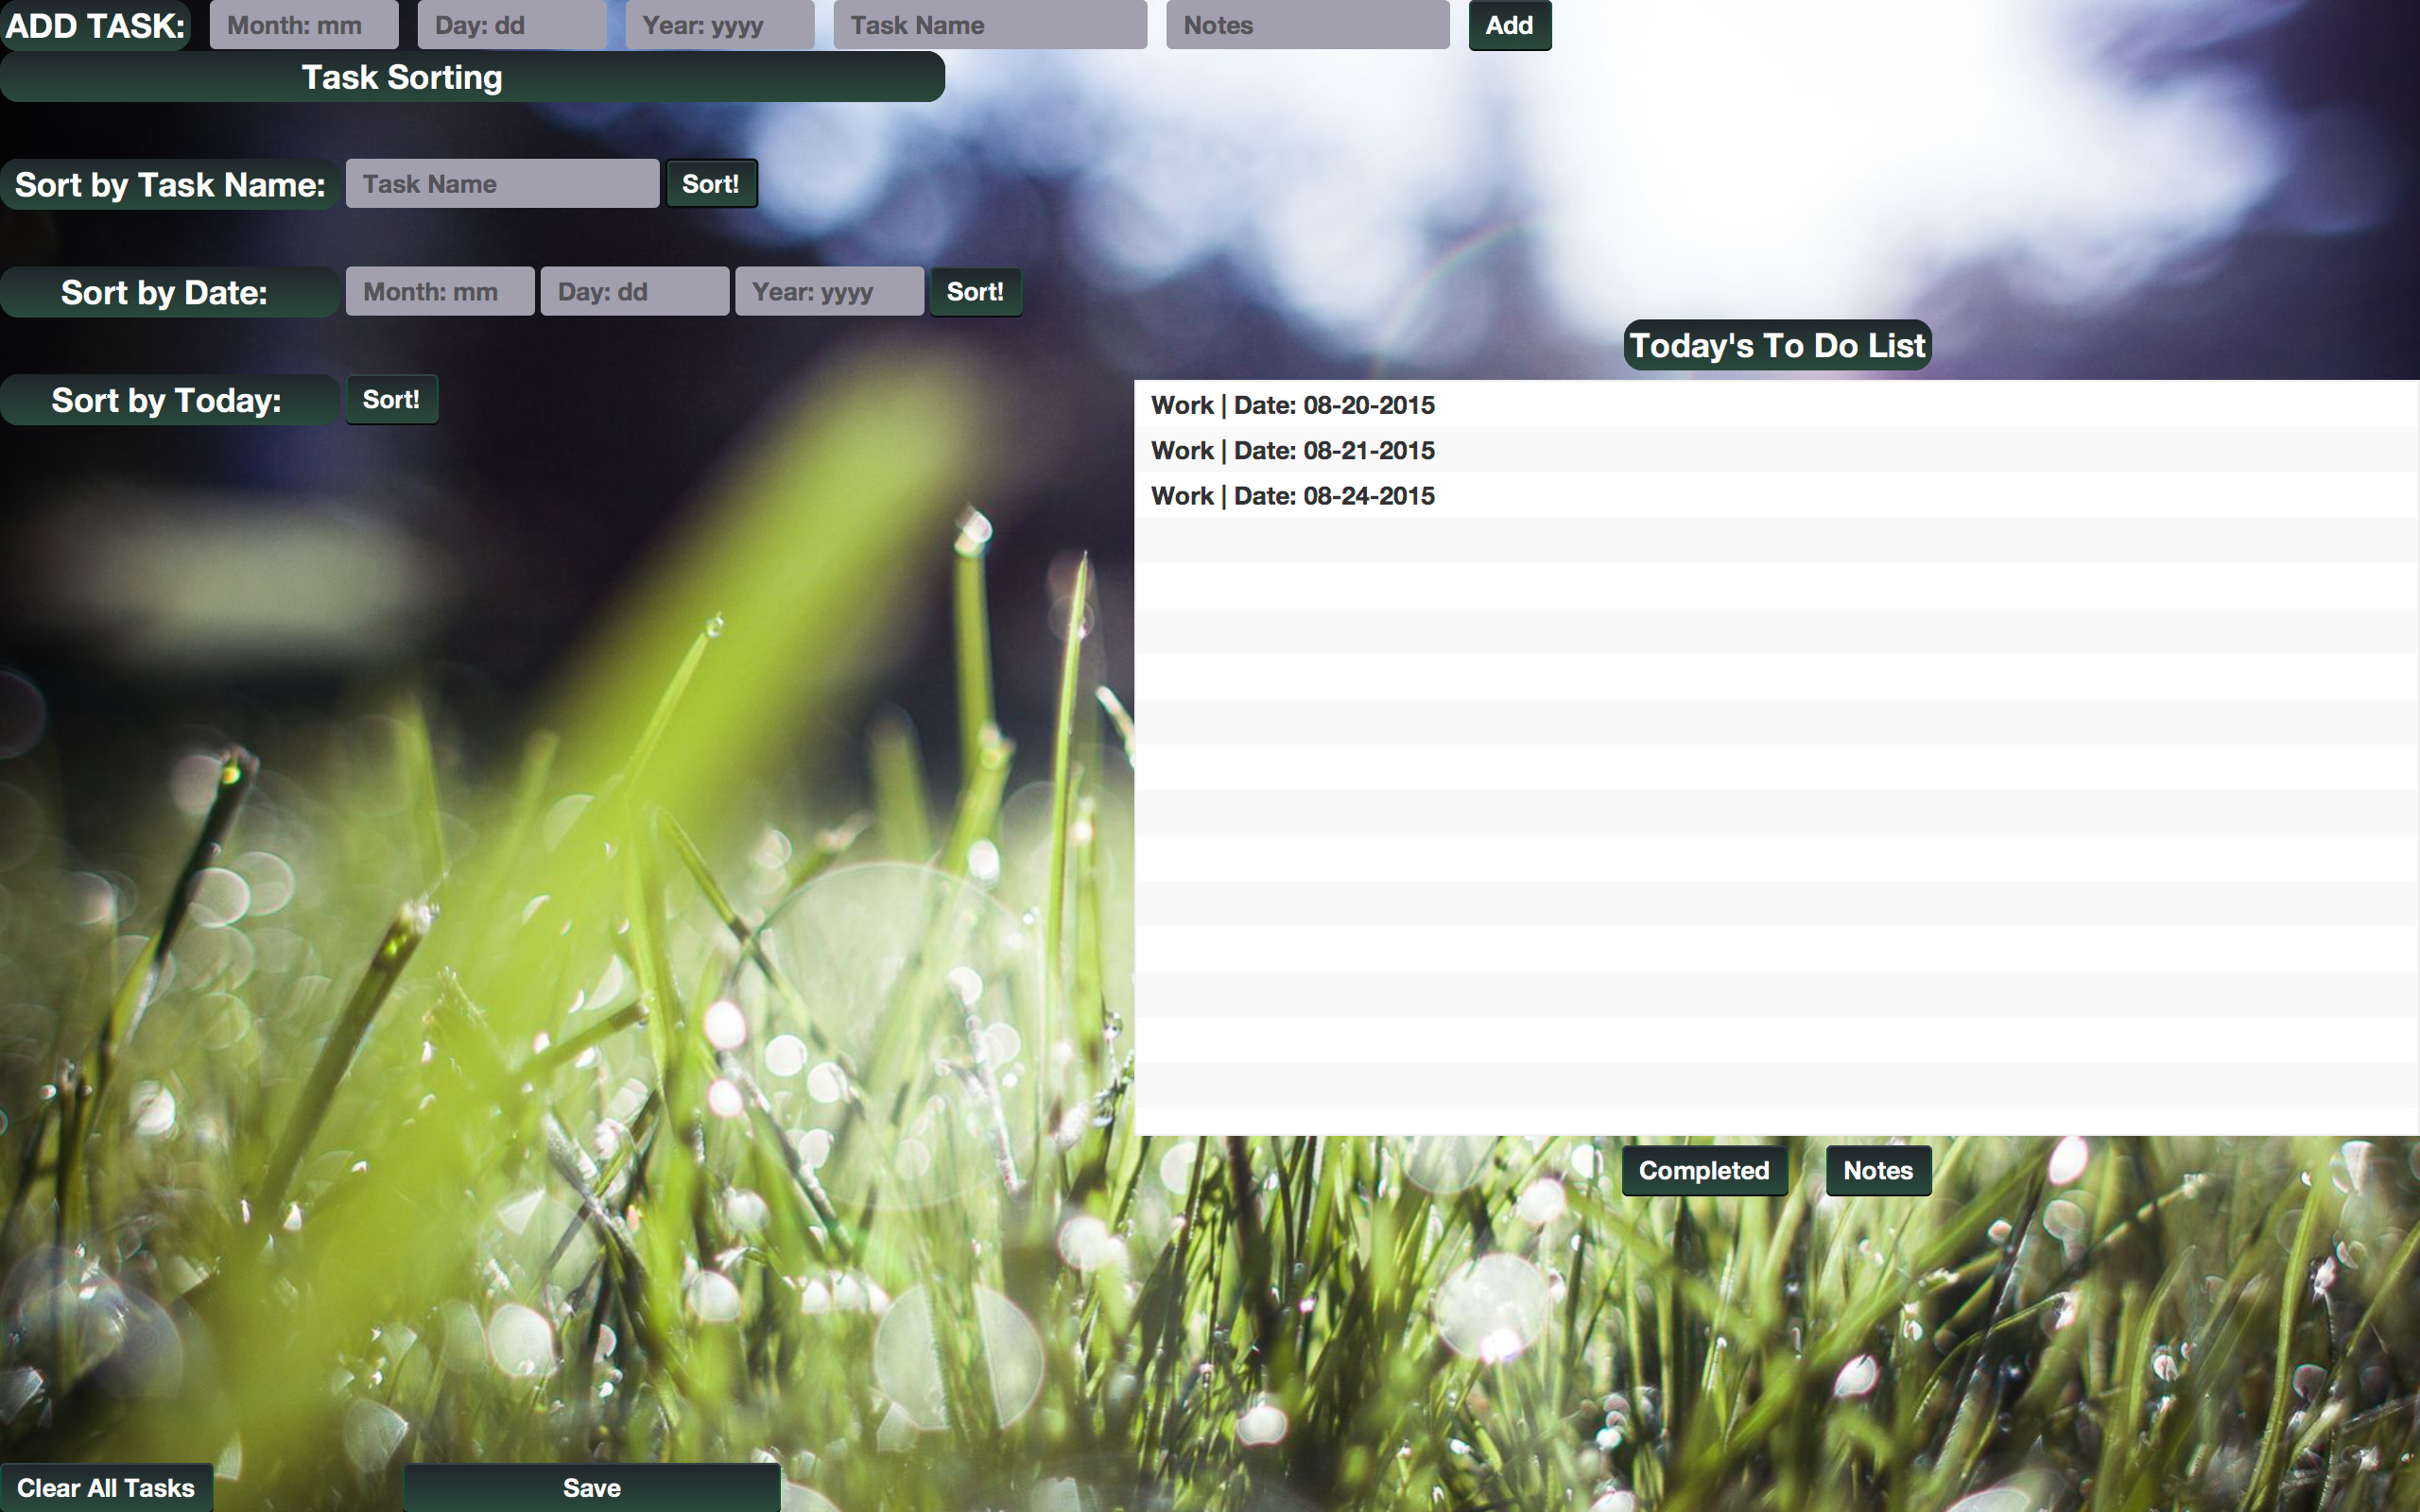 ADD TASK: Month: mm Day: dd Year: yyyy Task Name Notes Add
Task Sorting
Sort by Task Name: Task Name Sort!
Sort by Date: Month: mm Day: dd Year: yyyy Sort!
Sort by Today: Sort!
Today's To Do List
Work | Date: 08-20-2015
Work | Date: 08-21-2015
Work | Date: 08-24-2015
Completed Notes
Clear All Tasks Save